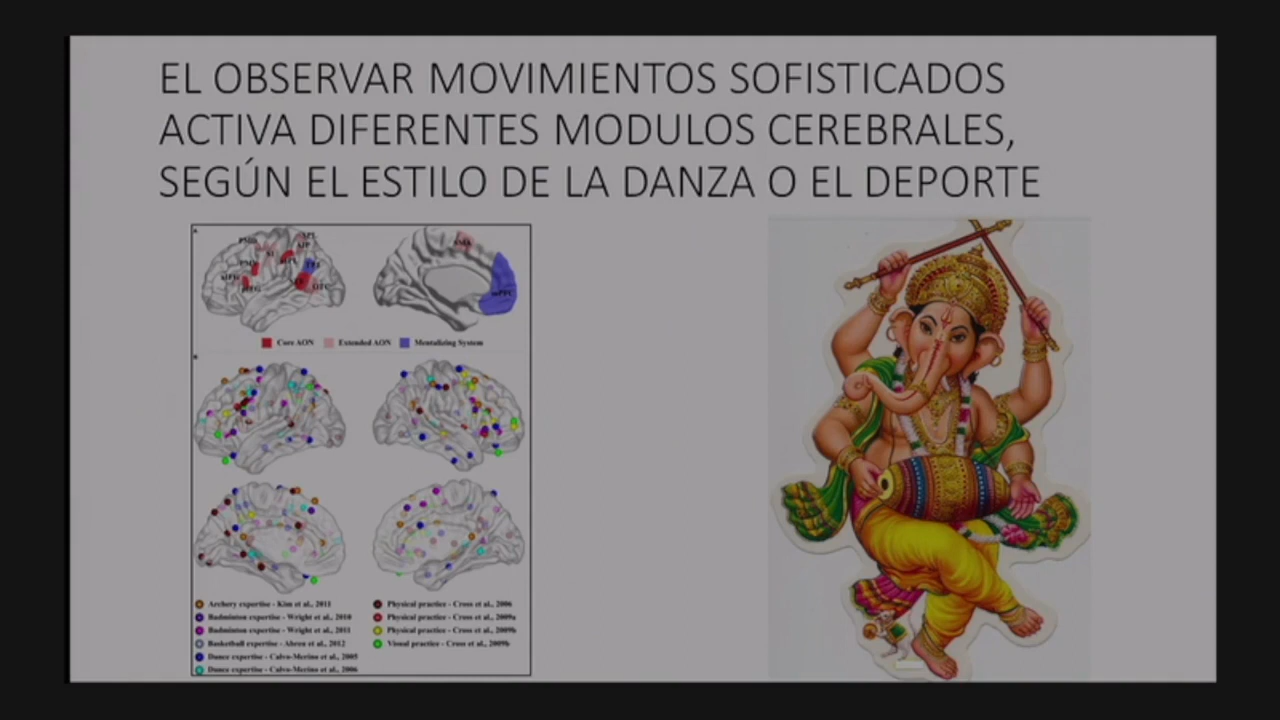 EL OBSERVAR MOVIMIENTOS SOFISTICADOS
ACTIVA DIFERENTES MODULOS CEREBRALES,
SEGÚN EL ESTILO DE LA DANZA O EL DEPORTE
SMA
mPFC
Core AON
Extended AON
Mentalizing System
Archery expertise - Kim et al., 2011
Badminton expertise - Wright et al., 2010
Badminton expertise - Wright et al., 2011
Basketball expertise - Abreu et al., 2012
Dance expertise - Calvo-Merino et al., 2005
Dance expertise - Calvo-Merino et al., 2006
Physical practice - Cross et al., 2006
Physical practice - Cross et al., 2009a
Physical practice - Cross et al., 2009b
Visual practice - Cross et al., 2009b